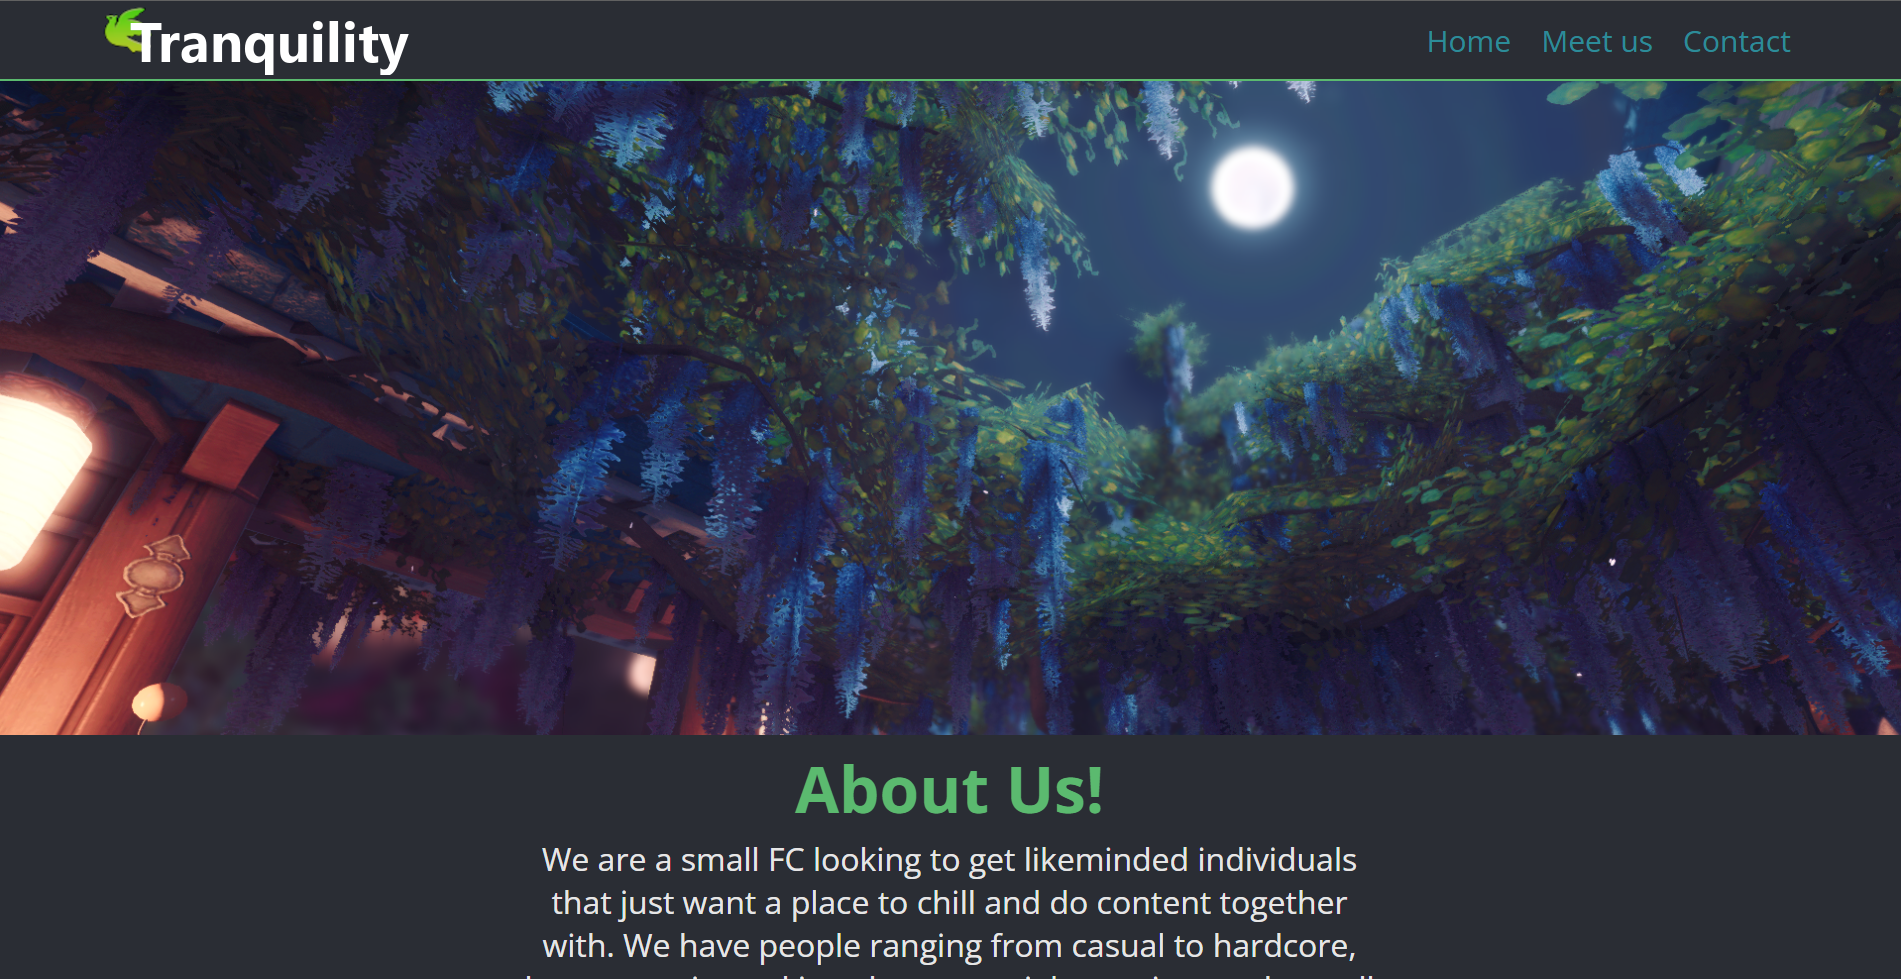 Tranquility
Home Meet us Contact
About Us!
We are a small FC looking to get likeminded individuals
that just want a place to chill and do content together
with. We have people ranging from casual to hardcore,